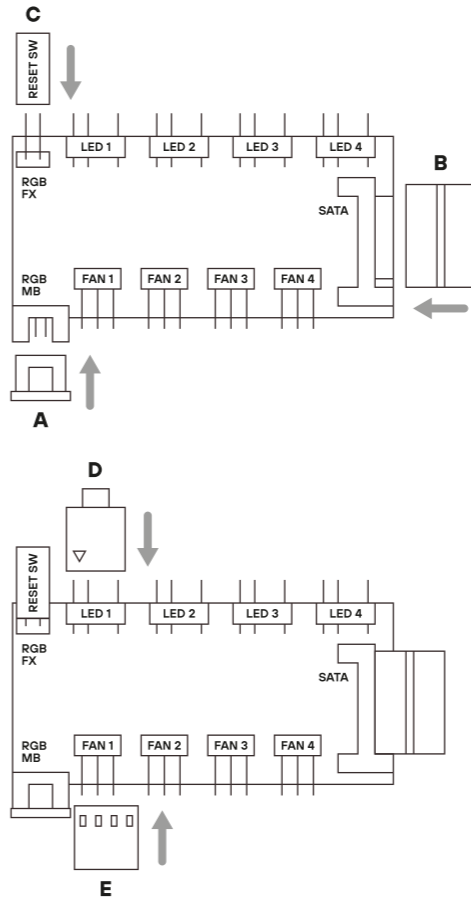 C
RESET SW
LED 1 LED 2 LED 3 LED 4
RGB
FX
B
SATA
RGB
MB
FAN 1 FAN 2 FAN 3 FAN 4
A
D
RESET SW
LED 1 LED 2 LED 3 LED 4
RGB
FX
SATA
RGB
MB
FAN 1 FAN 2 FAN 3 FAN 4
E